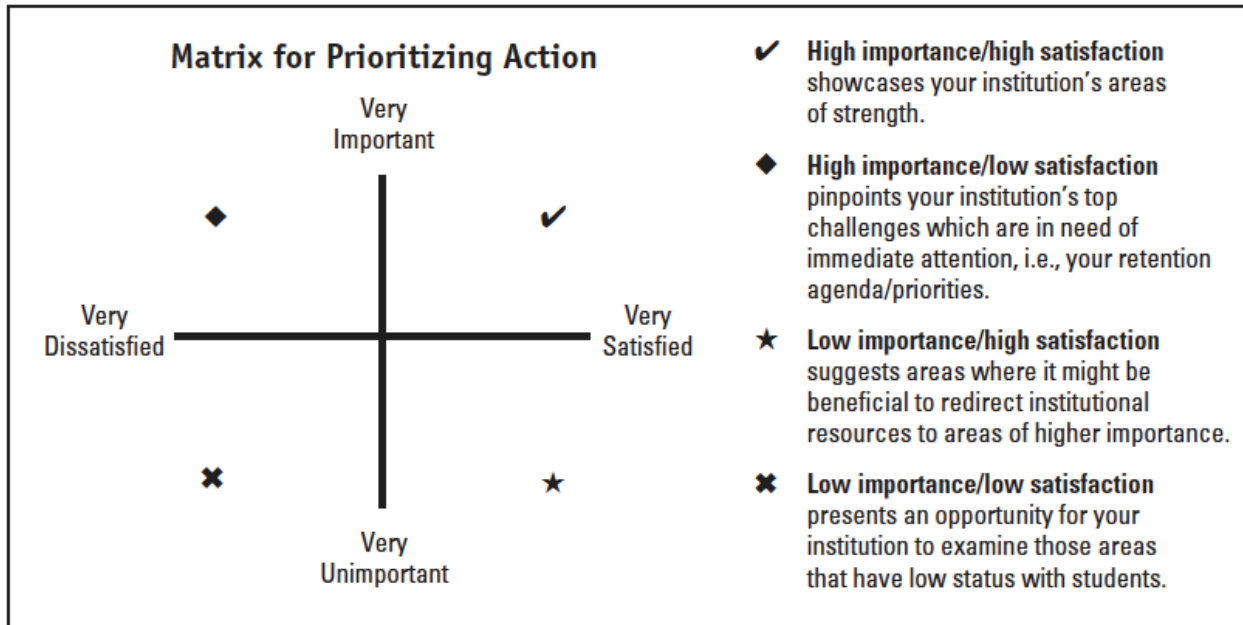 Matrix for Prioritizing Action
Very
Important
Very
Dissatisfied
Very
Satisfied
Very
Unimportant
✔ High importance/high satisfaction
showcases your institution’s areas
of strength.
◆ High importance/low satisfaction
pinpoints your institution’s top
challenges which are in need of
immediate attention, i.e., your retention
agenda/priorities.
★ Low importance/high satisfaction
suggests areas where it might be
beneficial to redirect institutional
resources to areas of higher importance.
✖ Low importance/low satisfaction
presents an opportunity for your
institution to examine those areas
that have low status with students.